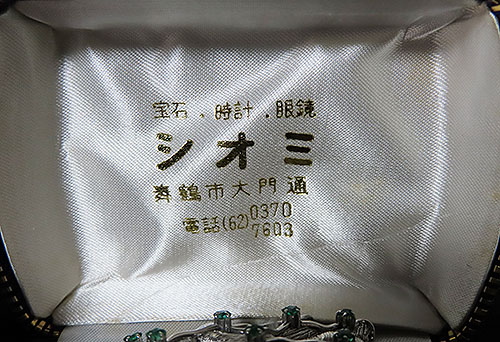 宝石、時計、眼鏡
シオミ
舞鶴市大門通
電話(62)0370
7603